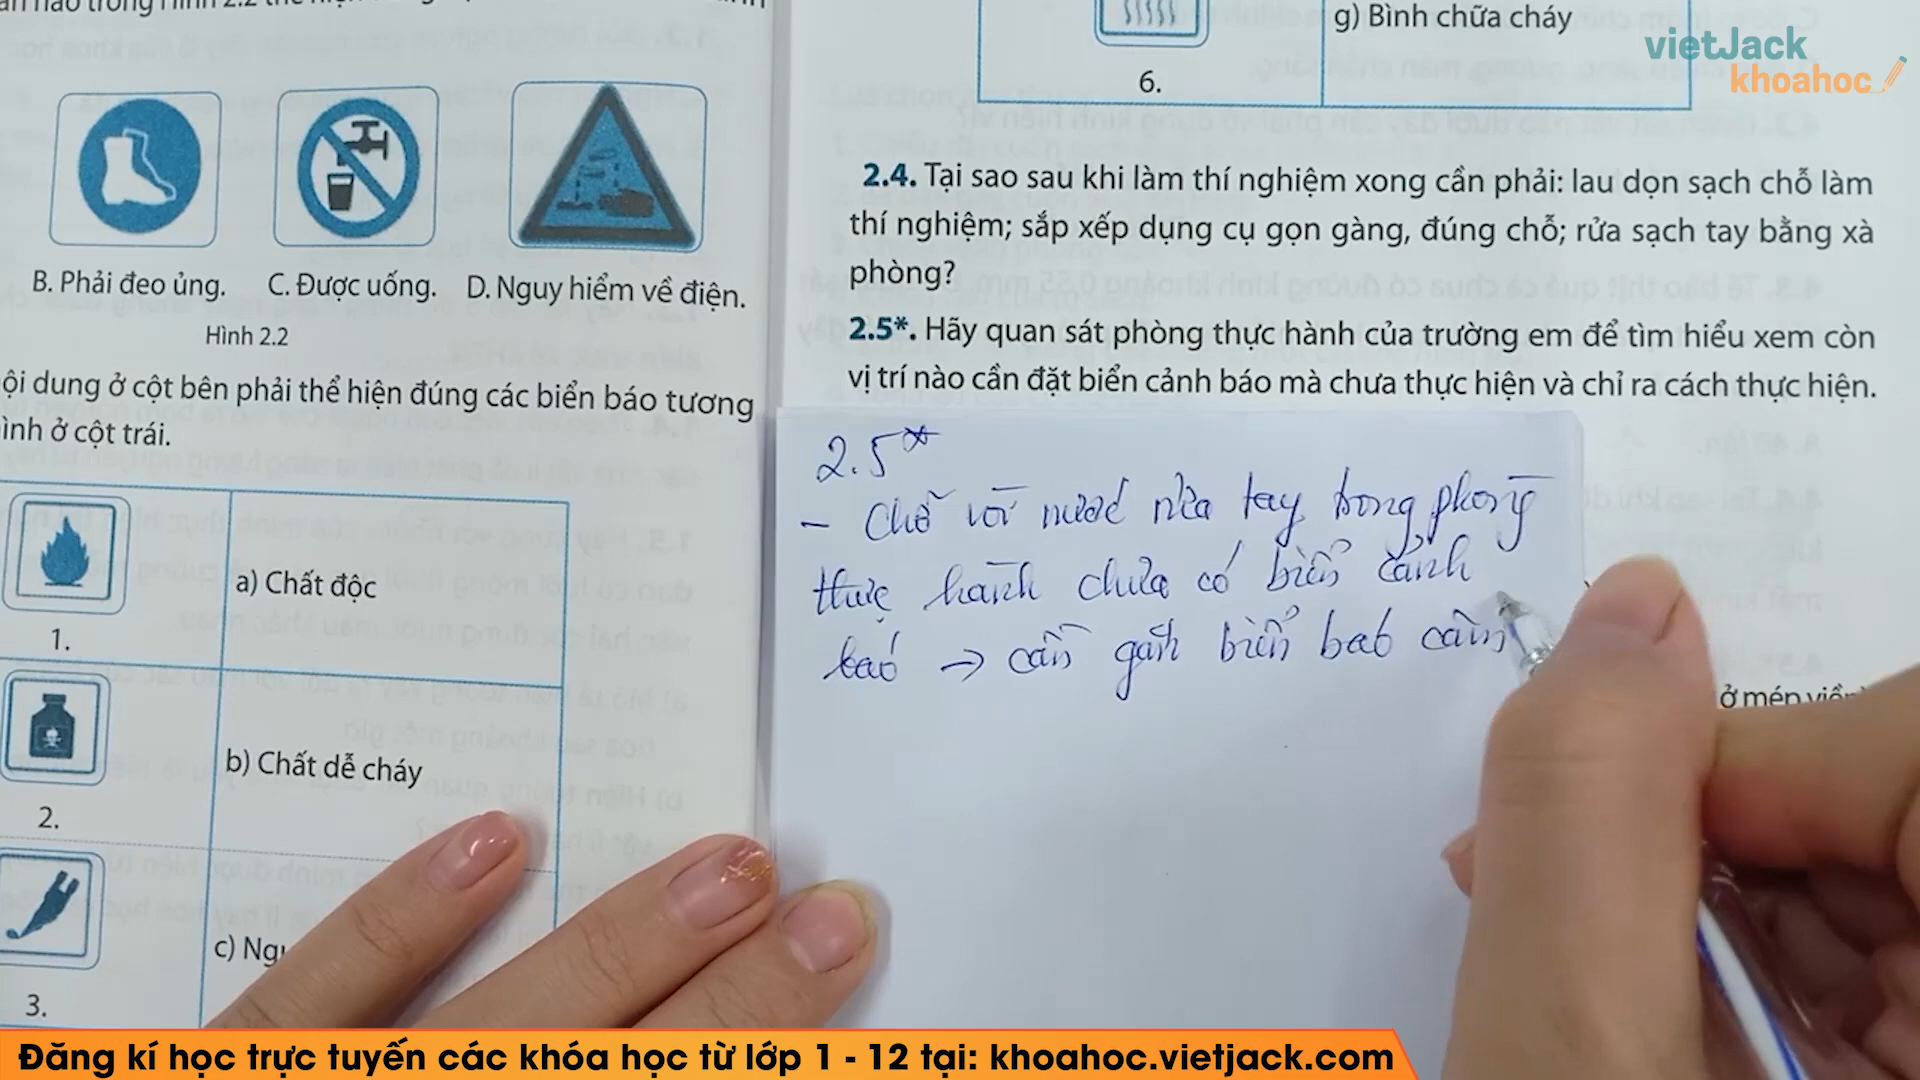 g) Bình chữa cháy
vietJack
khoahoc
6.
B. Phải đeo ủng.
C. Được uống.
D. Nguy hiểm về điện.
Hình 2.2
ội dung ở cột bên phải thể hiện đúng các biển báo tương
ình ở cột trái.
1.
a) Chất độc
2.
b) Chất dễ cháy
3.
c) Ng
2.4. Tại sao sau khi làm thí nghiệm xong cần phải: lau dọn sạch chỗ làm
thí nghiệm; sắp xếp dụng cụ gọn gàng, đúng chỗ; rửa sạch tay bằng xà
phòng?
2.5*. Hãy quan sát phòng thực hành của trường em để tìm hiểu xem còn
vị trí nào cần đặt biển cảnh báo mà chưa thực hiện và chỉ ra cách thực hiện.
2.5*
- Chỗ vòi nước rửa tay trong phòng
thực hành chưa có biển cảnh
báo → cần gắn biển báo cấm
ở mép viền
Đăng kí học trực tuyến các khóa học từ lớp 1 - 12 tại: khoahoc.vietjack.com